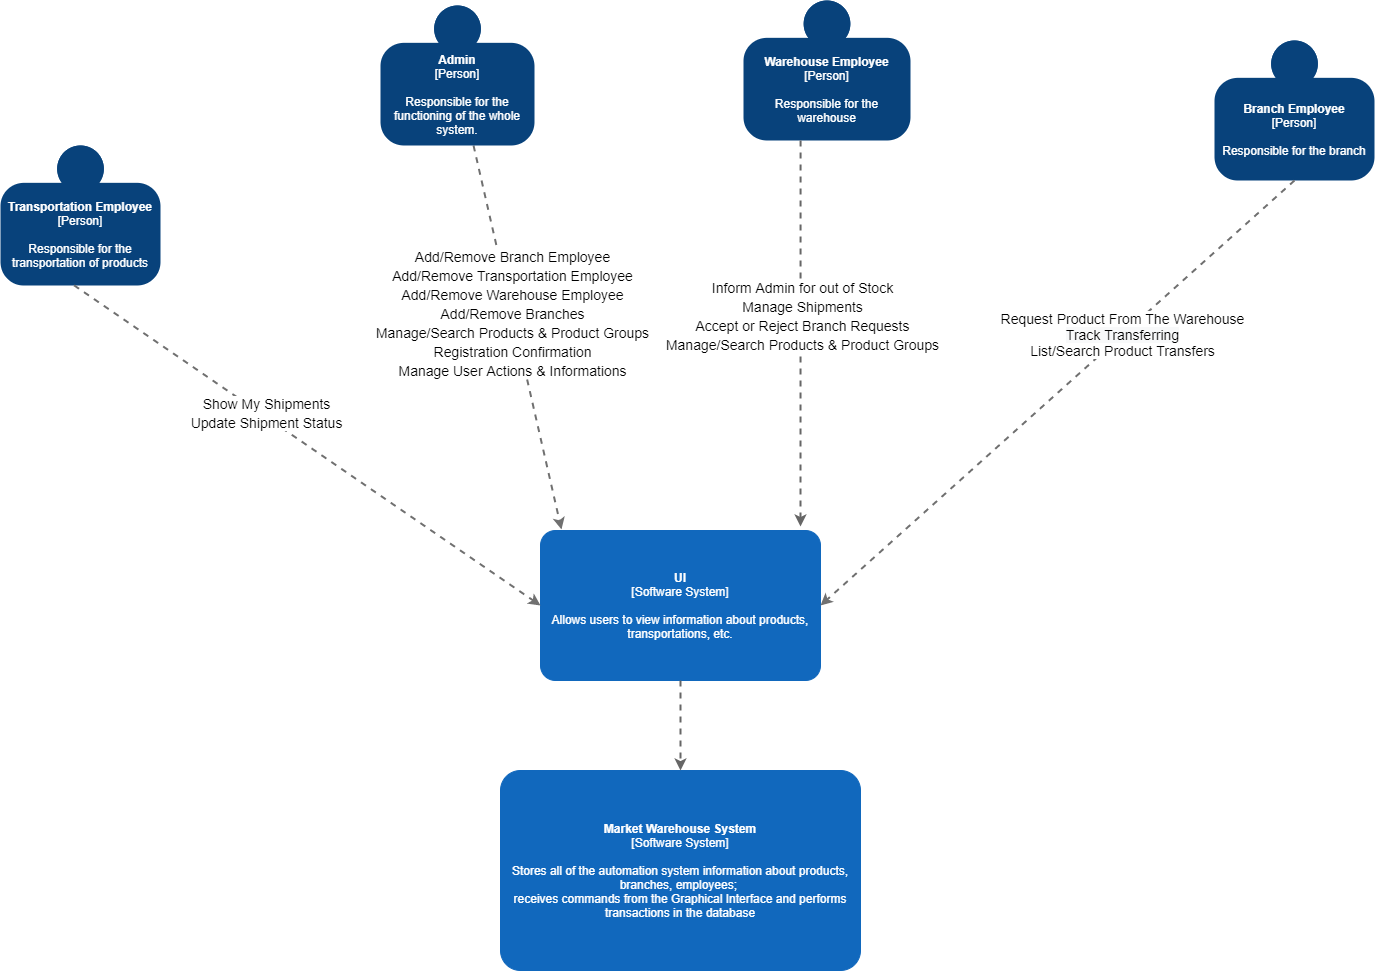 Admin
[Person]
Responsible for the
functioning of the whole
system.
Warehouse Employee
[Person]
Responsible for the
warehouse
Branch Employee
[Person]
Responsible for the branch
Transportation Employee
[Person]
Responsible for the
transportation of products
Add/Remove Branch Employee
Add/Remove Transportation Employee
Add/Remove Warehouse Employee
Add/Remove Branches
Manage/Search Products & Product Groups
Registration Confirmation
Manage User Actions & Informations
Inform Admin for out of Stock
Manage Shipments
Accept or Reject Branch Requests
Manage/Search Products & Product Groups
Request Product From The Warehouse
Track Transferring
List/Search Product Transfers
Show My Shipments
Update Shipment Status
UI
[Software System]
Allows users to view information about products,
transportations, etc.
Market Warehouse System
[Software System]
Stores all of the automation system information about products,
branches, employees;
receives commands from the Graphical Interface and performs
transactions in the database